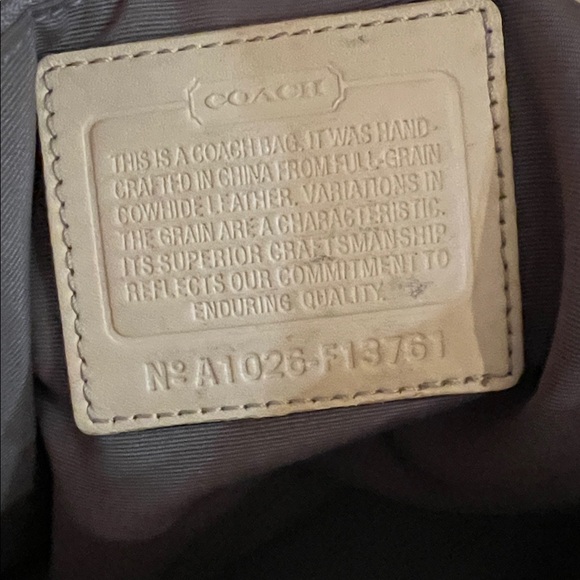 COACH
THIS IS A COACH BAG. IT WAS HAND-
CRAFTED IN CHINA FROM FULL-GRAIN
COWHIDE LEATHER. VARIATIONS IN
THE GRAIN ARE A CHARACTERISTIC.
ITS SUPERIOR CRAFTSMANSHIP
REFLECTS OUR COMMITMENT TO
ENDURING QUALITY.
Nº A1026-F13761